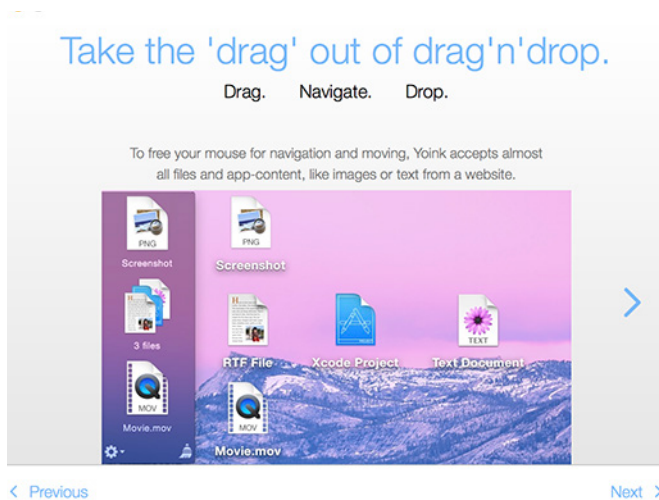 Take the 'drag' out of drag'n'drop.
Drag. Navigate. Drop.
To free your mouse for navigation and moving, Yoink accepts almost
all files and app-content, like images or text from a website.
PNG
Screenshot
PNG
Screenshot
3 files
RTF File
Xcode Project
TEXT
Text Document
MOV
Movie.mov
MOV
Movie.mov
Previous
Next